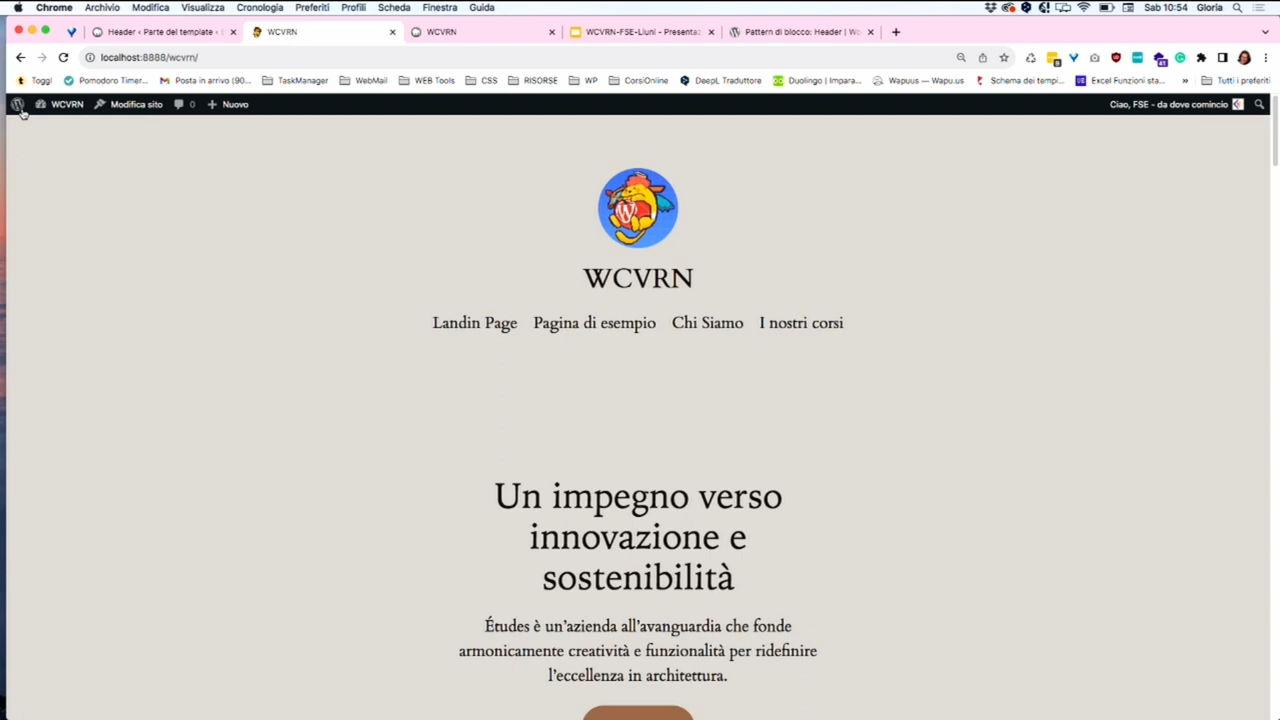 Chrome Archivio Modifica Visualizza Cronologia Preferiti Profili Scheda Finestra Guida Sab 10:54 Gloria
Header ‹ Parte del template ‹ WCVRN WCVRN WCVRN-FSE-Liuni - Presenta Pattern di blocco: Header | W
localhost:8888/wcvrn/
Toggl Pomodoro Timer... Posta in arrivo (90... TaskManager WebMail WEB Tools CSS RISORSE WP CorsiOnline DeepL Traduttore Duolingo | Impara... Wapuus — Wapu.us Schema dei tempi... Excel Funzioni sta... » Tutti i preferiti
WCVRN Modifica sito 0 + Nuovo Ciao, FSE - da dove comincio
WCVRN
Landin Page Pagina di esempio Chi Siamo I nostri corsi
Un impegno verso
innovazione e
sostenibilità
Études è un’azienda all’avanguardia che fonde
armonicamente creatività e funzionalità per ridefinire
l’eccellenza in architettura.